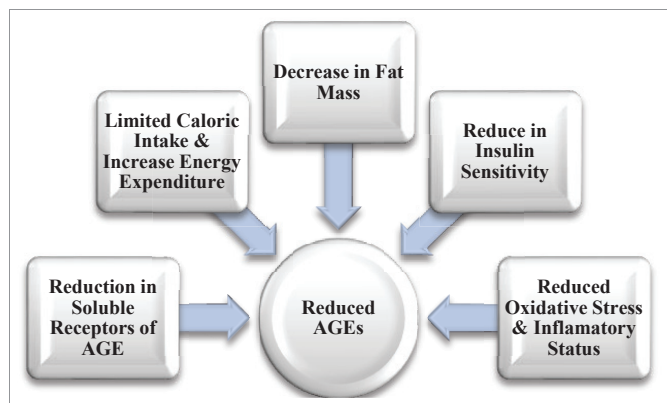 Decrease in Fat
Mass
Limited Caloric
Intake &
Increase Energy
Expenditure
Reduce in
Insulin
Sensitivity
Reduction in
Soluble
Receptors of
AGE
Reduced
AGEs
Reduced
Oxidative Stress
& Inflamatory
Status